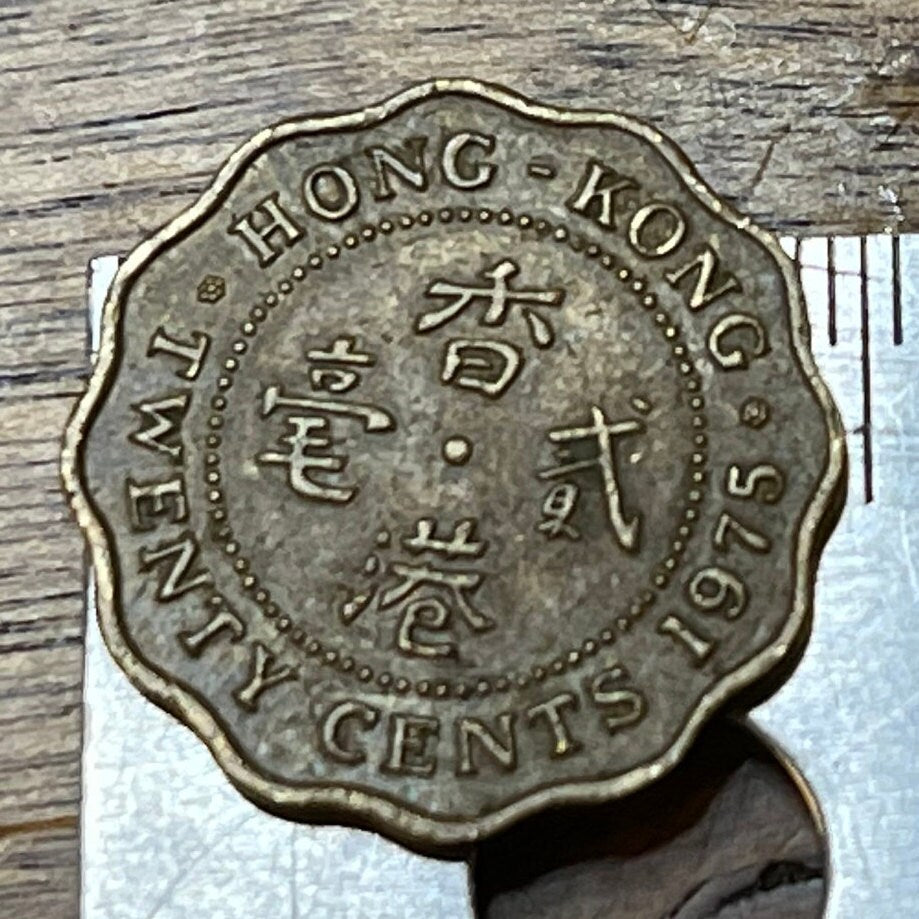 HONG - KONG
TWENTY CENTS 1975
香港
貳毫